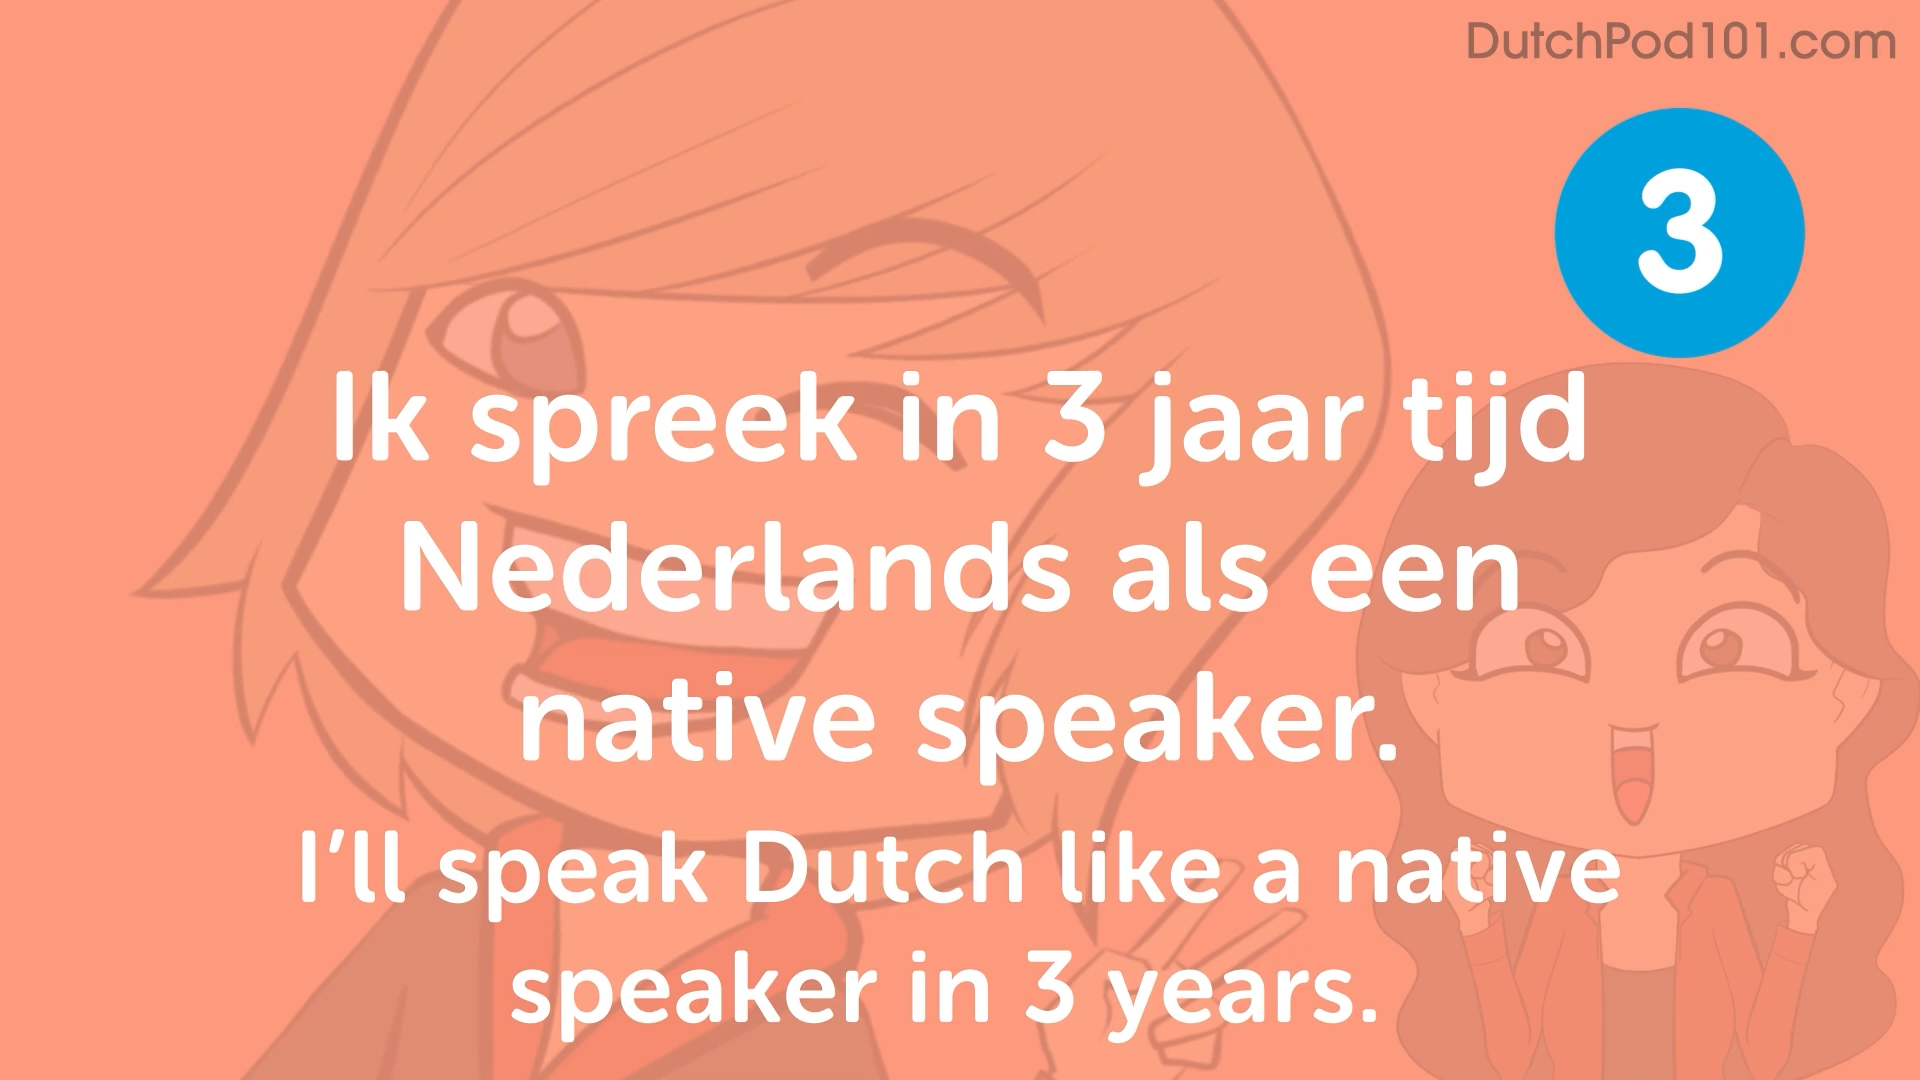 DutchPod101.com
3
Ik spreek in 3 jaar tijd
Nederlands als een
native speaker.
I’ll speak Dutch like a native
speaker in 3 years.